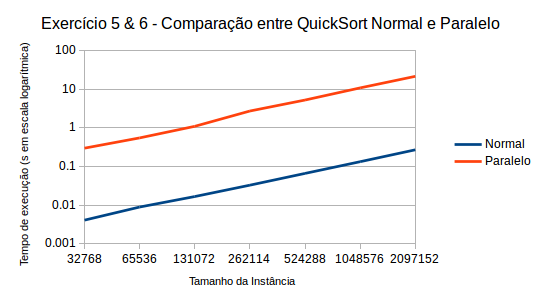 Exercício 5 & 6 - Comparação entre QuickSort Normal e Paralelo
Tempo de execução (s em escala logarítmica)
100
10
1
0.1
0.01
0.001
32768 65536 131072 262114 524288 1048576 2097152
Tamanho da Instância
Normal
Paralelo